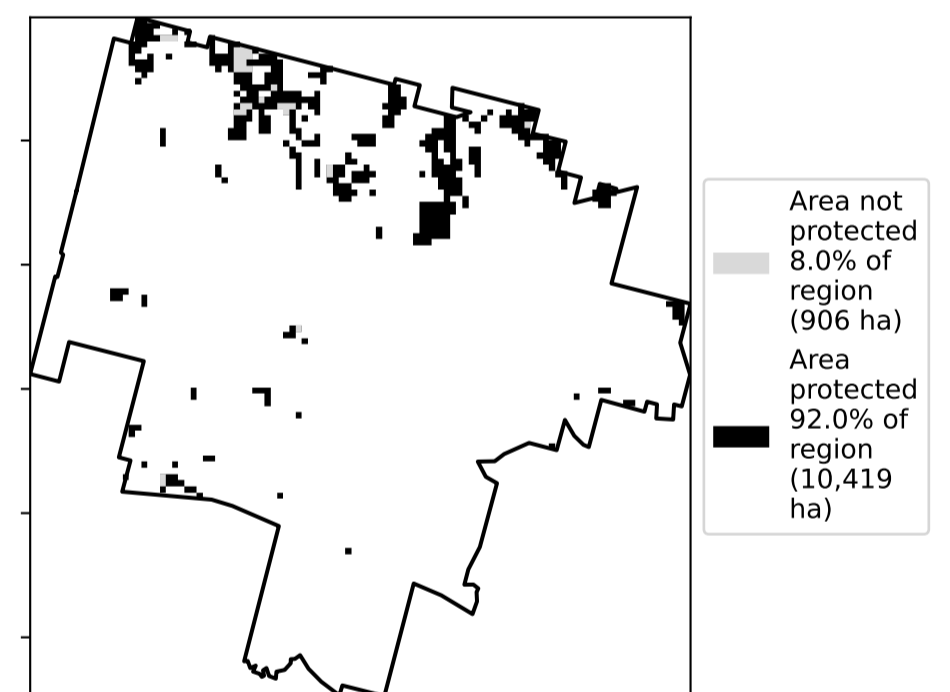 Area not
protected
8.0% of
region
(906 ha)
Area
protected
92.0% of
region
(10,419
ha)